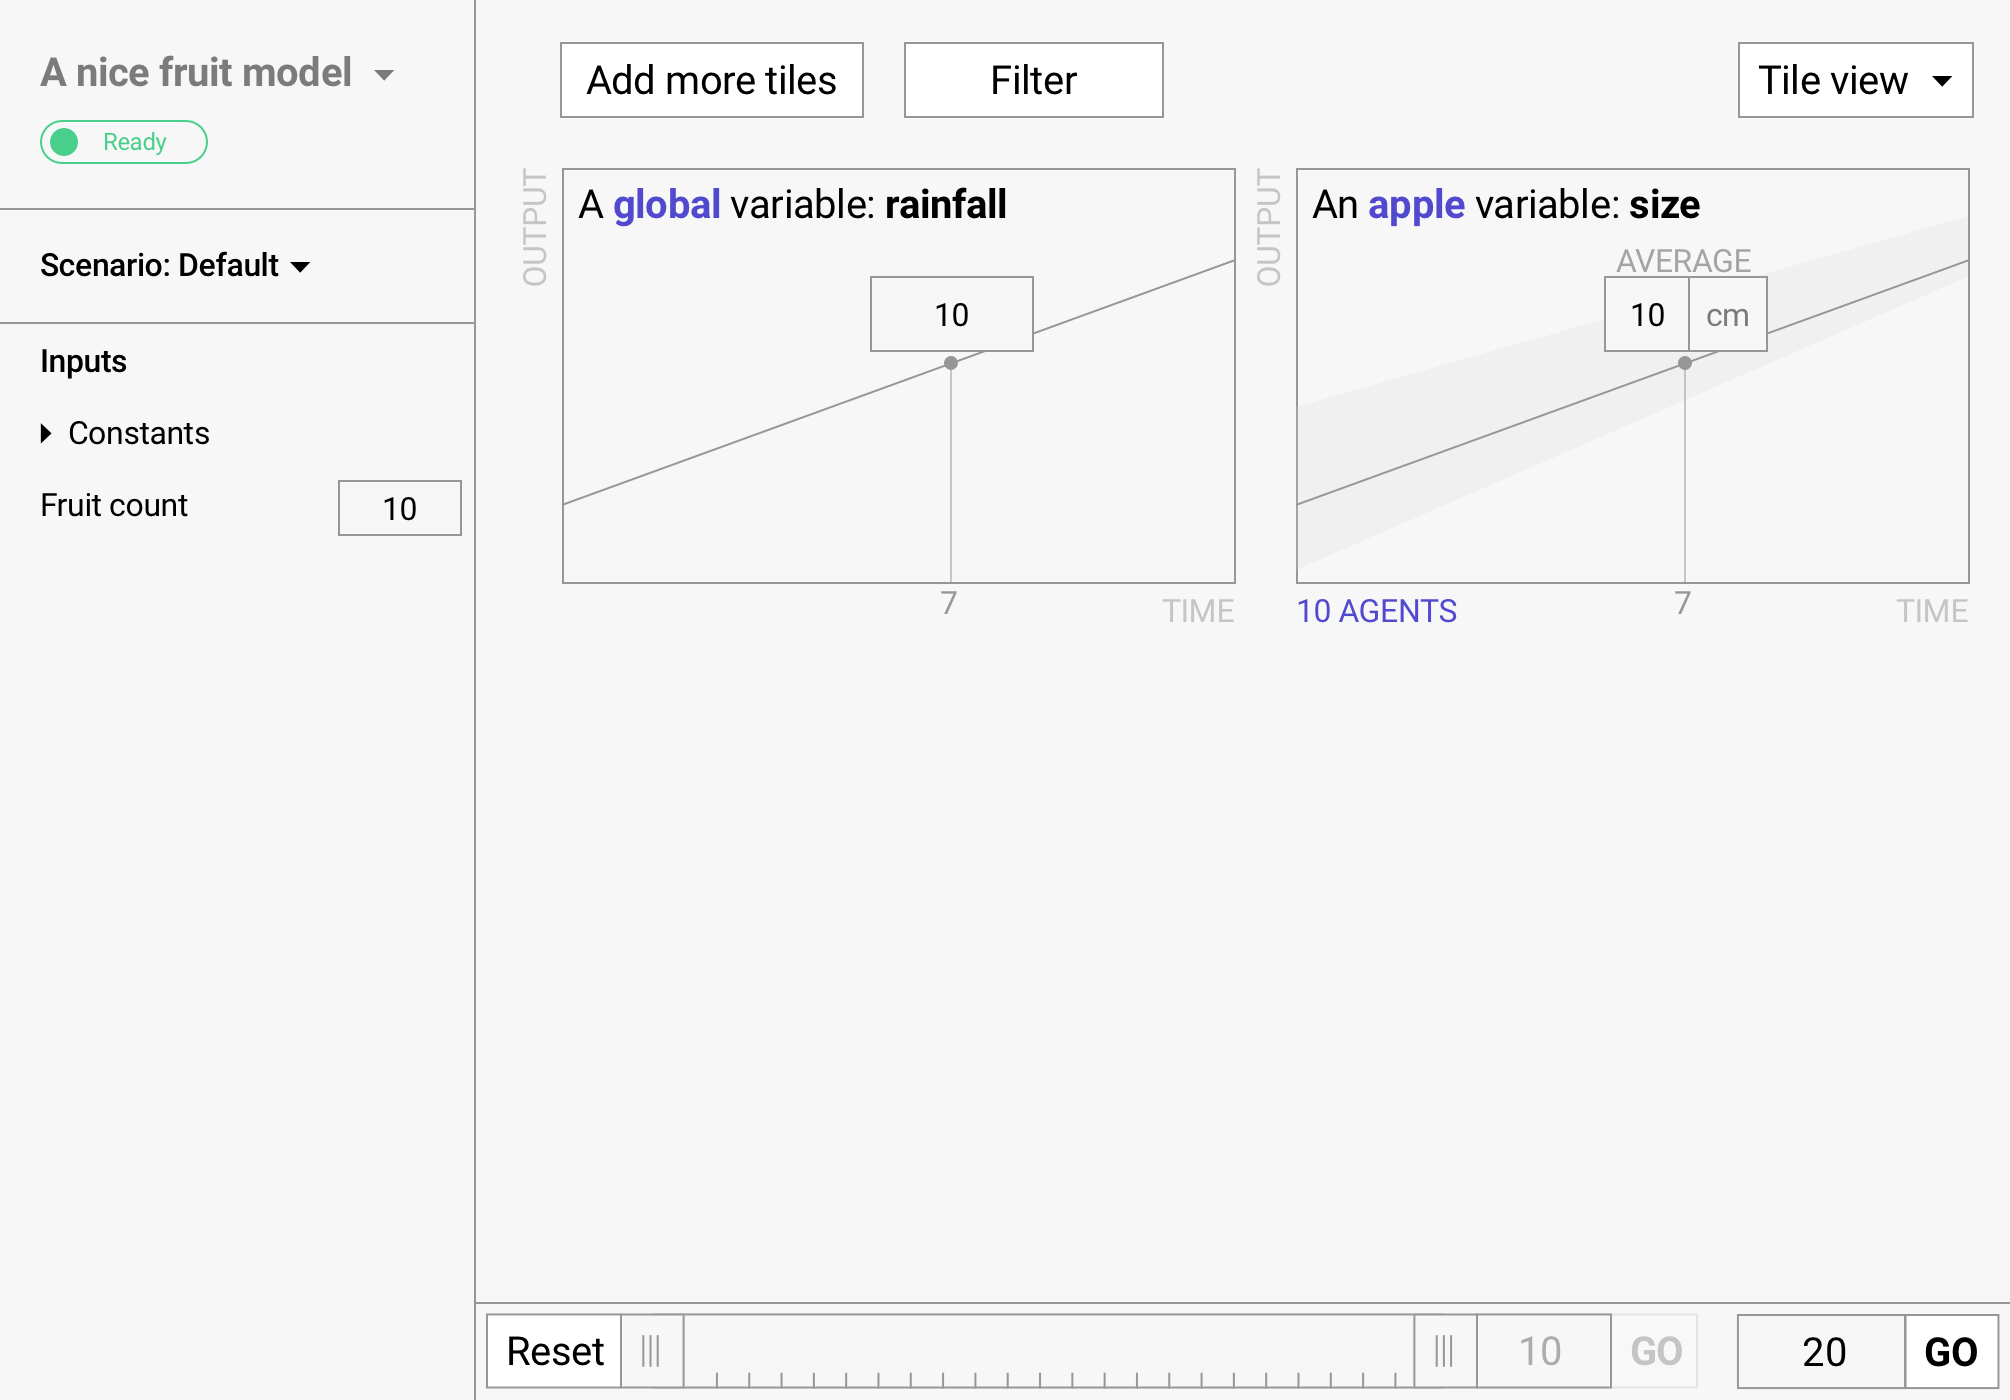 A nice fruit model
Ready
Scenario: Default
Inputs
Constants
Fruit count
10
Add more tiles
Filter
Tile view
OUTPUT
A global variable: rainfall
10
7
TIME
OUTPUT
An apple variable: size
AVERAGE
10 cm
10 AGENTS
7
TIME
Reset
10
GO
20
GO